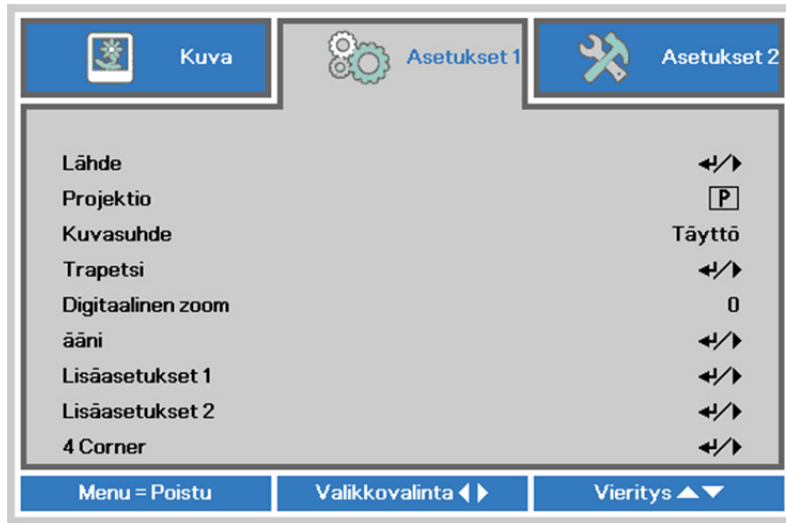 Kuva Asetukset 1 Asetukset 2
Lähde
Projektio P
Kuvasuhde Täyttö
Trapetsi
Digitaalinen zoom 0
ääni
Lisäasetukset 1
Lisäasetukset 2
4 Corner
Menu = Poistu Valikkovalinta Vieritys